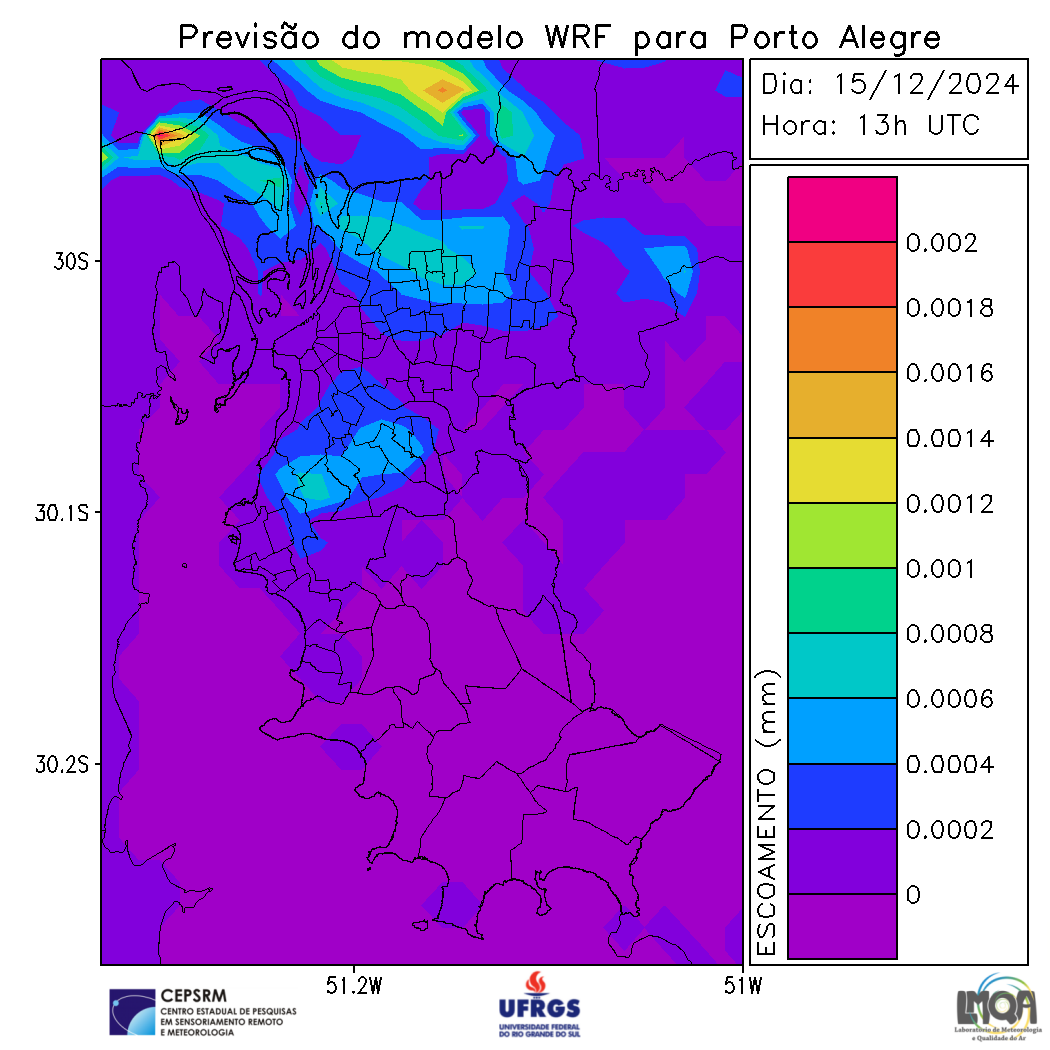 Previsão do modelo WRF para Porto Alegre
Dia: 15/12/2024
Hora: 13h UTC
30S
30.1S
30.2S
51.2W
51W
0.002
0.0018
0.0016
0.0014
0.0012
0.001
0.0008
0.0006
0.0004
0.0002
0
ESCOAMENTO (mm)
CEPSRM
CENTRO ESTADUAL DE PESQUISAS
EM SENSORIAMENTO REMOTO
E METEOROLOGIA
UFRGS
UNIVERSIDADE FEDERAL
DO RIO GRANDE DO SUL
LMQA
Laboratório de Meteorologia
e Qualidade do Ar